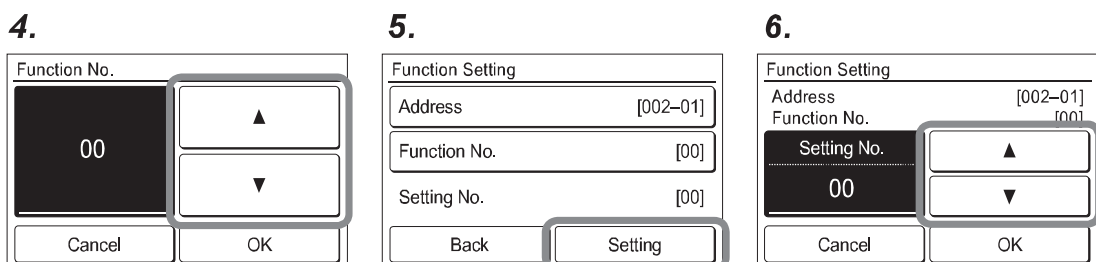 4.
Function No.
00
▲
▼
Cancel OK
5.
Function Setting
Address [002–01]
Function No. [00]
Setting No. [00]
Back Setting
6.
Function Setting
Address [002–01]
Function No. [00]
Setting No.
00
▲
▼
Cancel OK